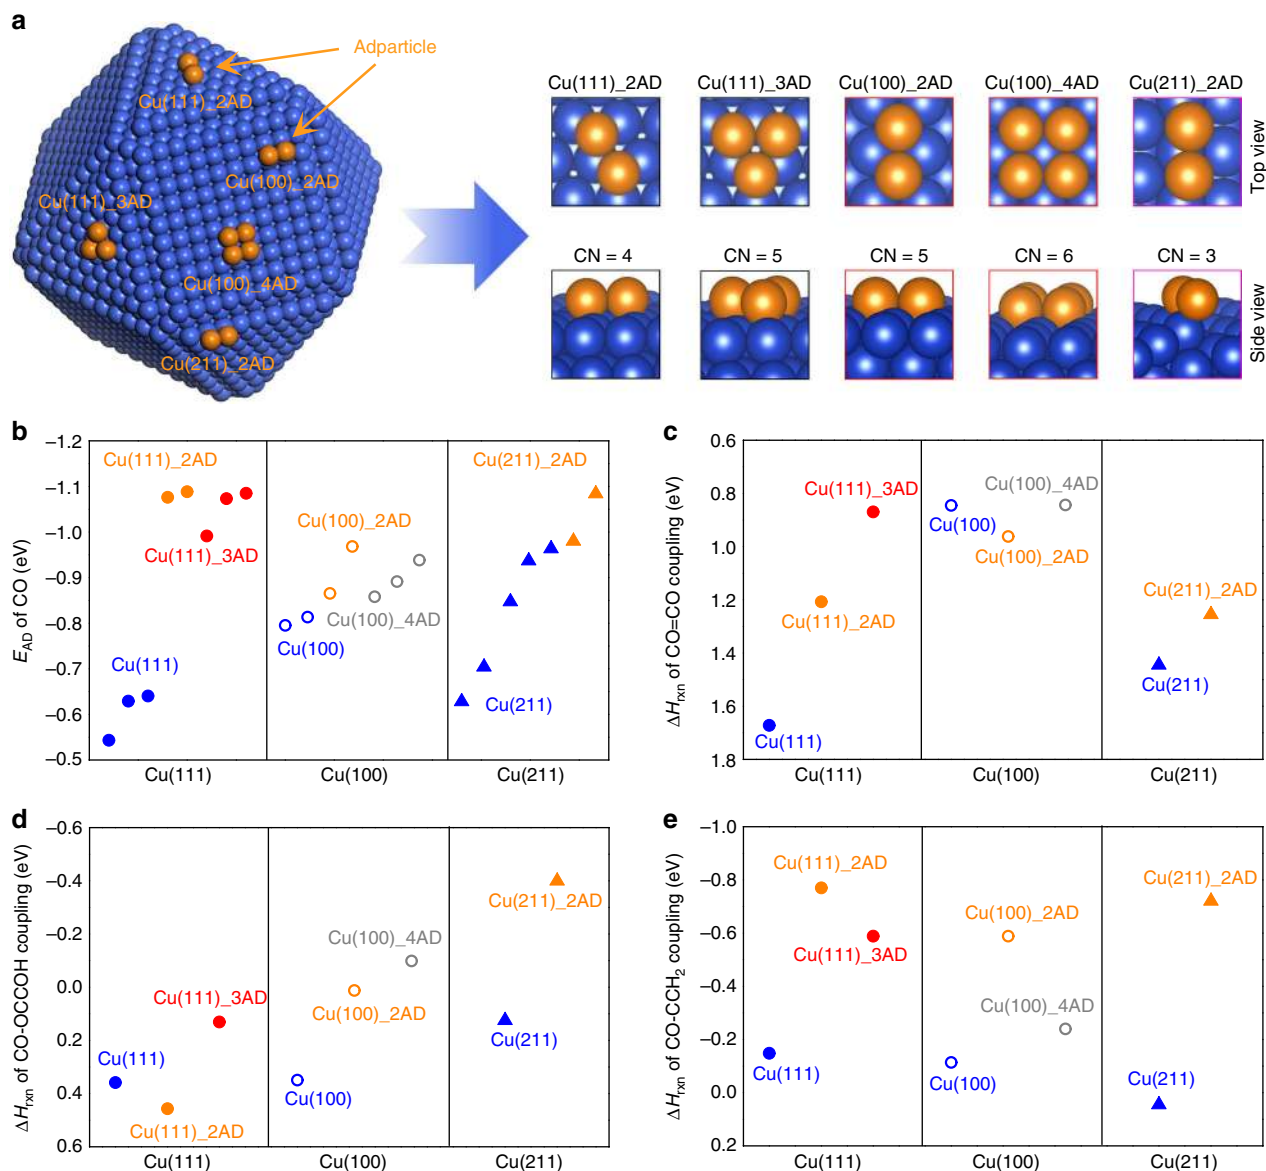 a
Adparticle
Cu(111)_2AD
Cu(100)_2AD
Cu(111)_3AD
Cu(100)_4AD
Cu(211)_2AD
Cu(111)_2AD Cu(111)_3AD Cu(100)_2AD Cu(100)_4AD Cu(211)_2AD
Top view
CN = 4 CN = 5 CN = 5 CN = 6 CN = 3
Side view
b
E_AD of CO (eV)
−1.2
−1.1
−1.0
−0.9
−0.8
−0.7
−0.6
−0.5
Cu(111)_2AD
Cu(211)_2AD
Cu(100)_2AD
Cu(111)_3AD
Cu(100)_4AD
Cu(100)
Cu(111)
Cu(211)
Cu(111) Cu(100) Cu(211)
c
ΔH_rxn of CO=CO coupling (eV)
0.6
0.8
1.0
1.2
1.4
1.6
1.8
Cu(111)_3AD
Cu(100)_4AD
Cu(100)
Cu(100)_2AD
Cu(211)_2AD
Cu(111)_2AD
Cu(211)
Cu(111)
Cu(111) Cu(100) Cu(211)
d
ΔH_rxn of CO-OCCOH coupling (eV)
−0.6
−0.4
−0.2
0.0
0.2
0.4
0.6
Cu(211)_2AD
Cu(100)_4AD
Cu(111)_3AD
Cu(100)_2AD
Cu(211)
Cu(111)
Cu(100)
Cu(111)_2AD
Cu(111) Cu(100) Cu(211)
e
ΔH_rxn of CO-CCH₂ coupling (eV)
−1.0
−0.8
−0.6
−0.4
−0.2
0.0
0.2
Cu(111)_2AD
Cu(211)_2AD
Cu(100)_2AD
Cu(111)_3AD
Cu(100)_4AD
Cu(111)
Cu(100)
Cu(211)
Cu(111) Cu(100) Cu(211)